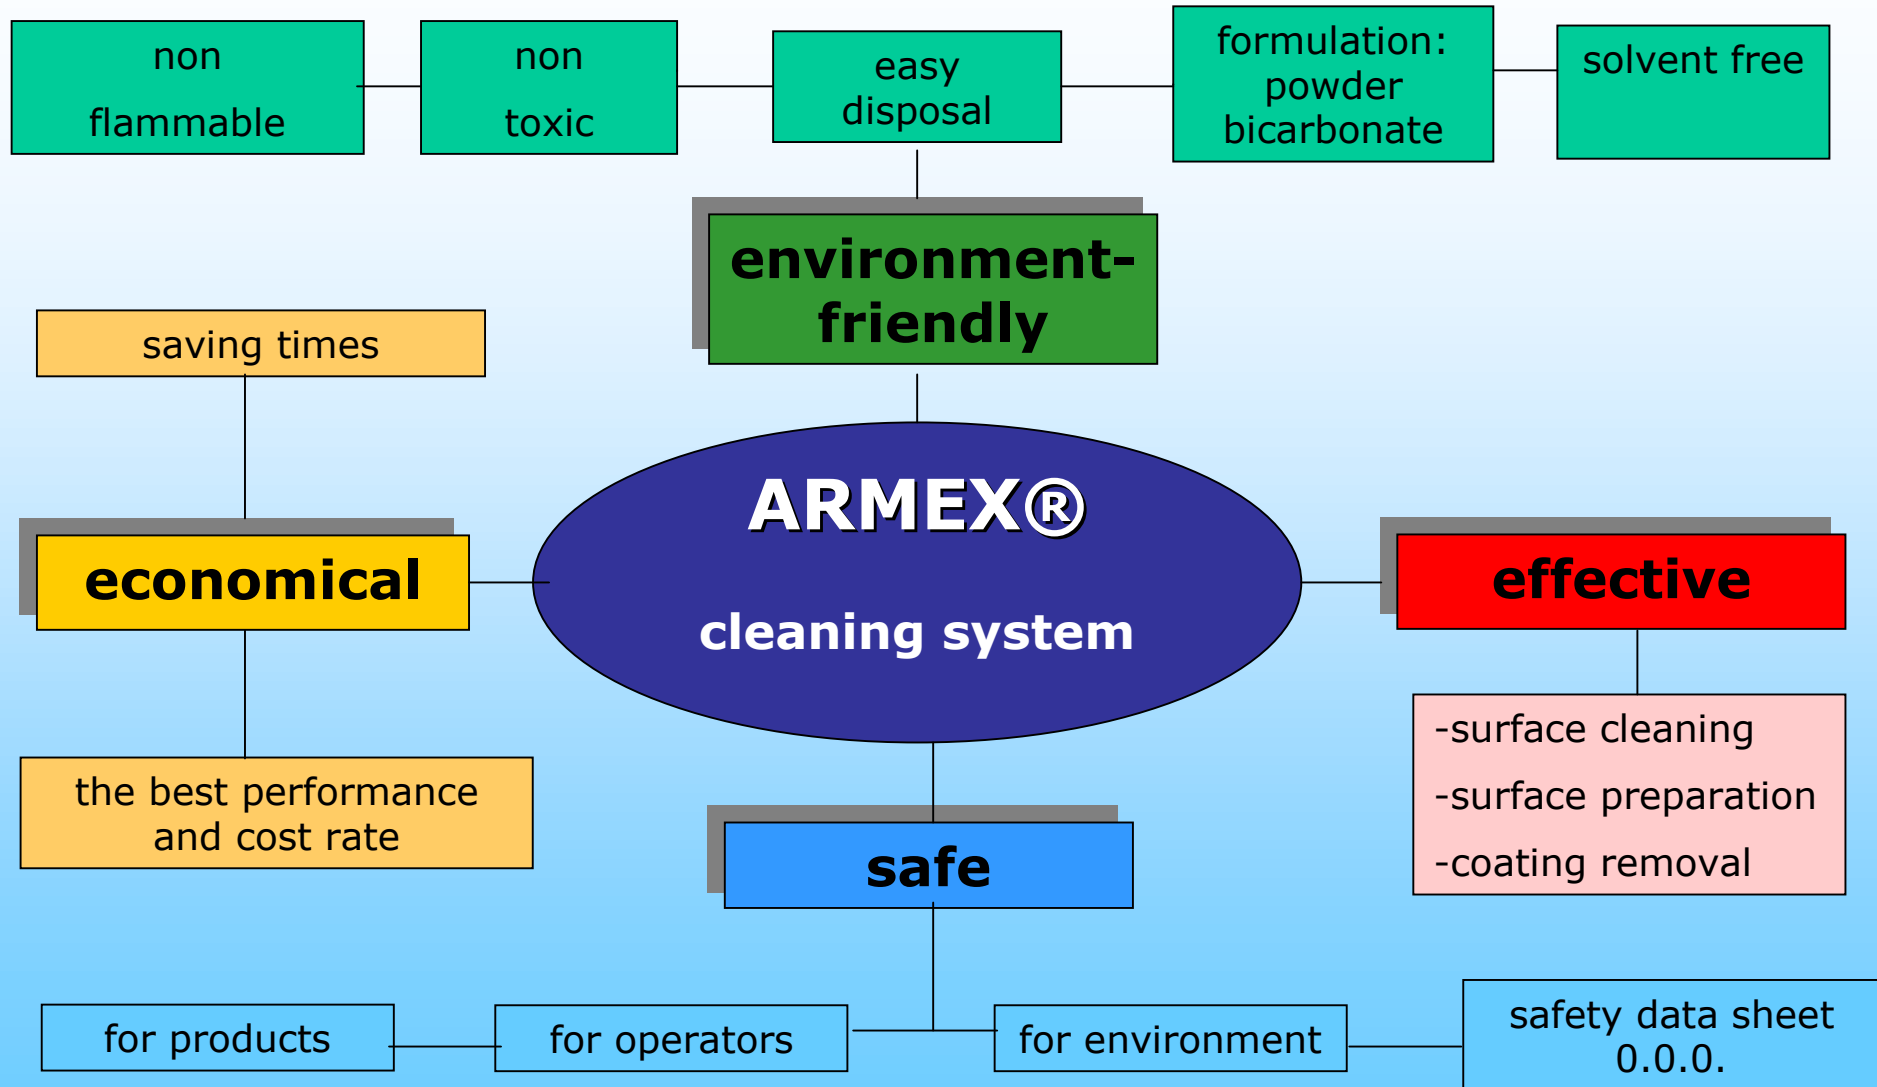 non
flammable
non
toxic
easy
disposal
formulation:
powder
bicarbonate
solvent free
environment-
friendly
saving times
economical
the best performance
and cost rate
ARMEX®
cleaning system
effective
-surface cleaning
-surface preparation
-coating removal
safe
for products
for operators
for environment
safety data sheet
0.0.0.